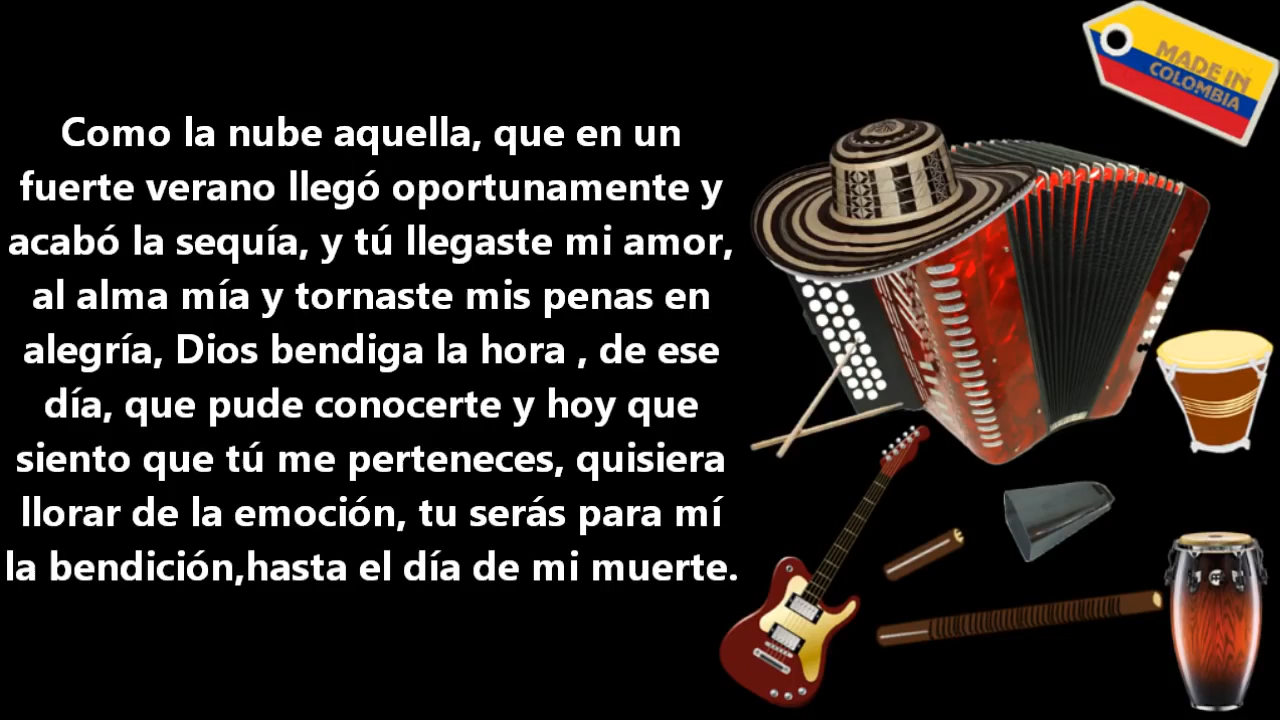 Como la nube aquella, que en un
fuerte verano llegó oportunamente y
acabó la sequía, y tú llegaste mi amor,
al alma mía y tornaste mis penas en
alegría, Dios bendiga la hora , de ese
día, que pude conocerte y hoy que
siento que tú me perteneces, quisiera
llorar de la emoción, tu serás para mí
la bendición,hasta el día de mi muerte.
MADE IN
COLOMBIA